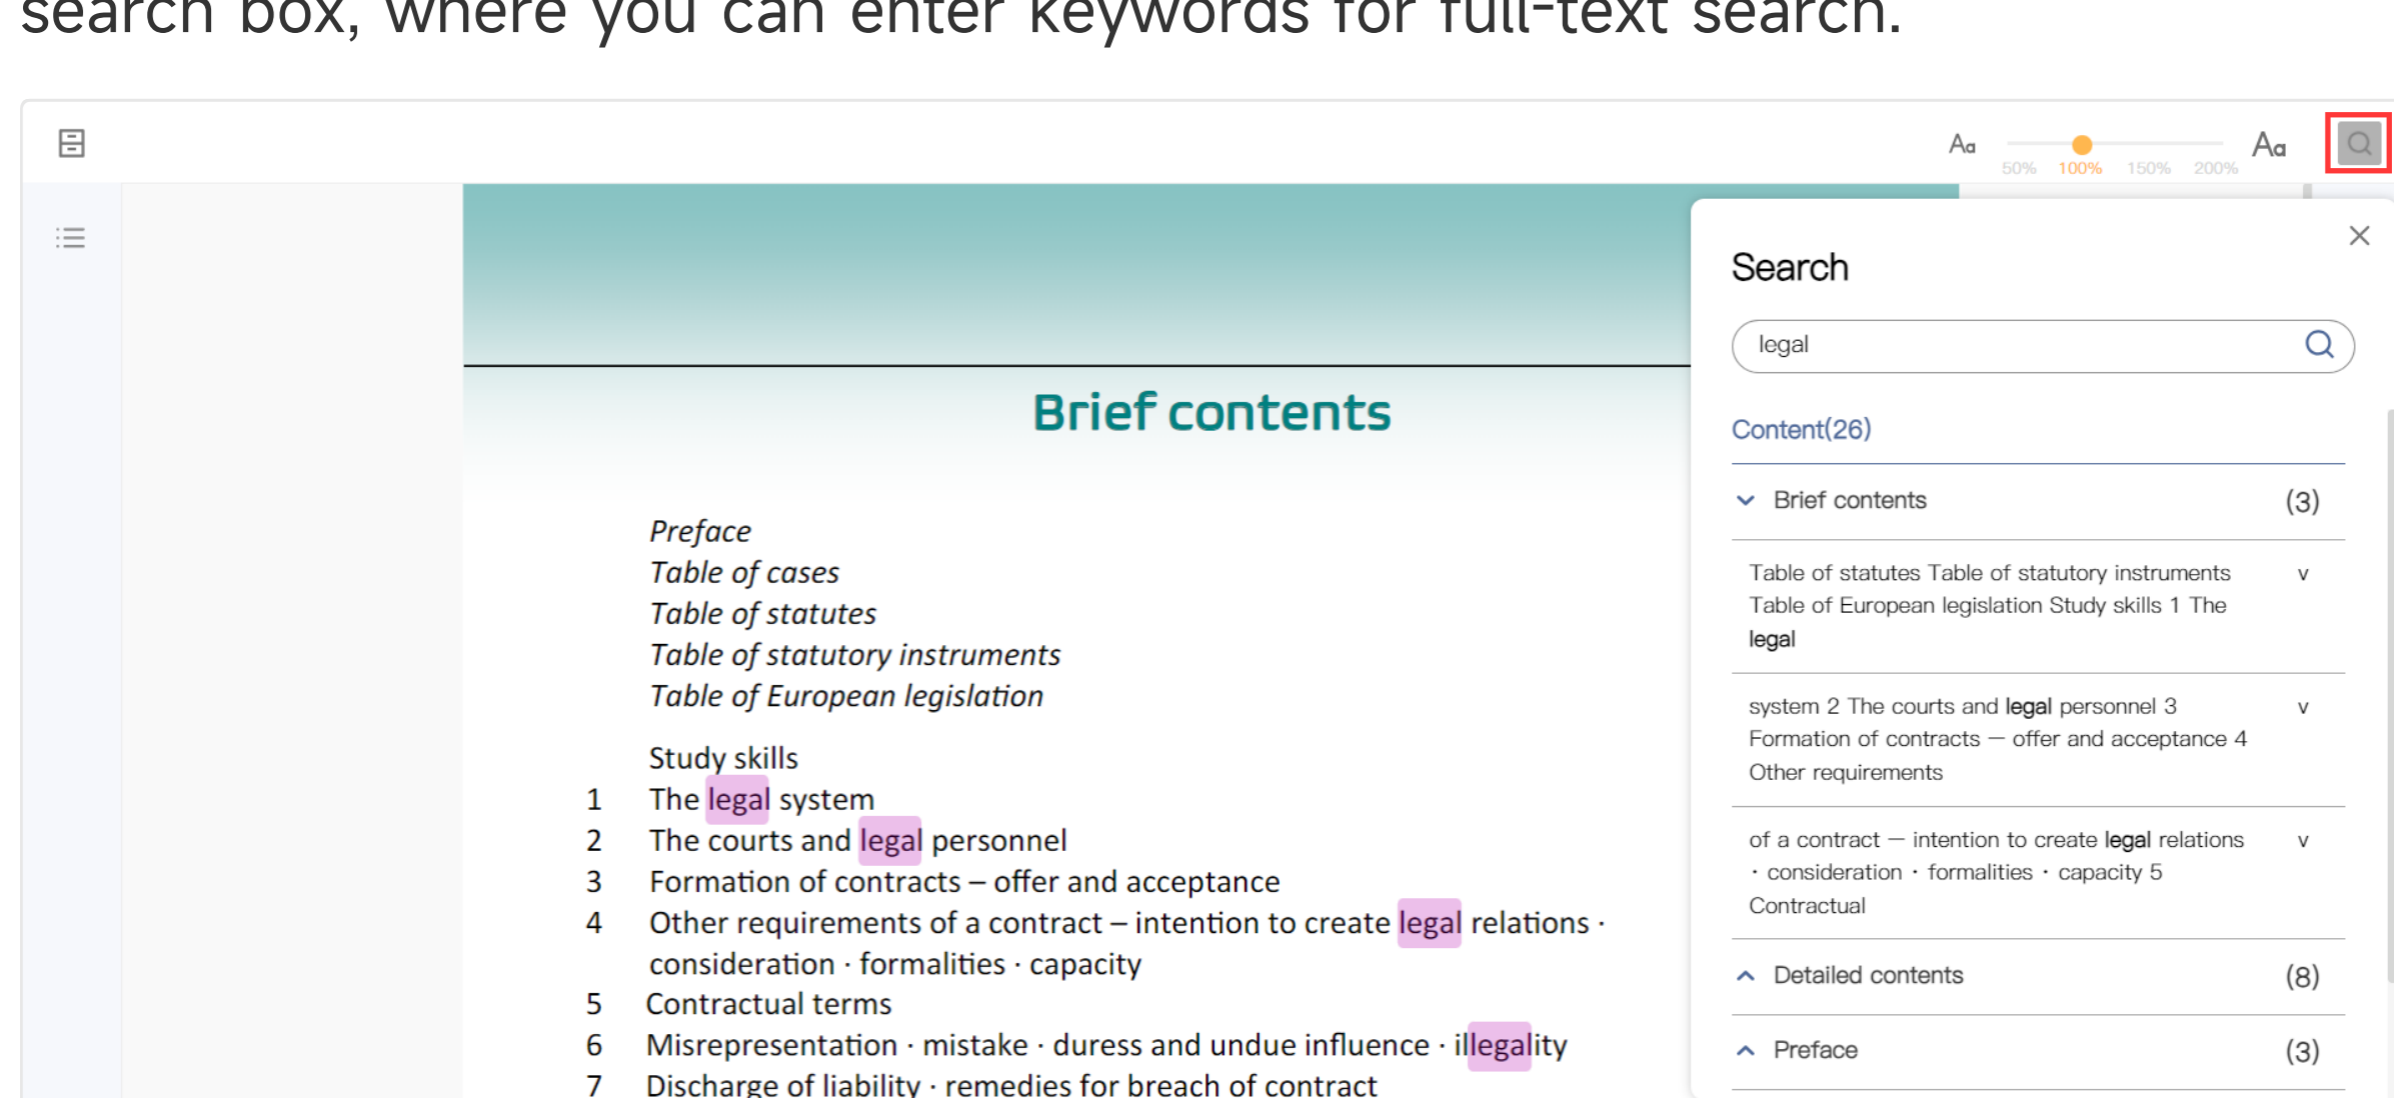 search box, where you can enter keywords for full-text search.
Aa
50% 100% 150% 200%
Aa
Brief contents
Preface
Table of cases
Table of statutes
Table of statutory instruments
Table of European legislation
Study skills
1 The legal system
2 The courts and legal personnel
3 Formation of contracts – offer and acceptance
4 Other requirements of a contract – intention to create legal relations ·
consideration · formalities · capacity
5 Contractual terms
6 Misrepresentation · mistake · duress and undue influence · illegality
7 Discharge of liability · remedies for breach of contract
Search
legal
Content(26)
Brief contents (3)
Table of statutes Table of statutory instruments
Table of European legislation Study skills 1 The
legal
system 2 The courts and legal personnel 3
Formation of contracts – offer and acceptance 4
Other requirements
of a contract – intention to create legal relations
· consideration · formalities · capacity 5
Contractual
Detailed contents (8)
Preface (3)